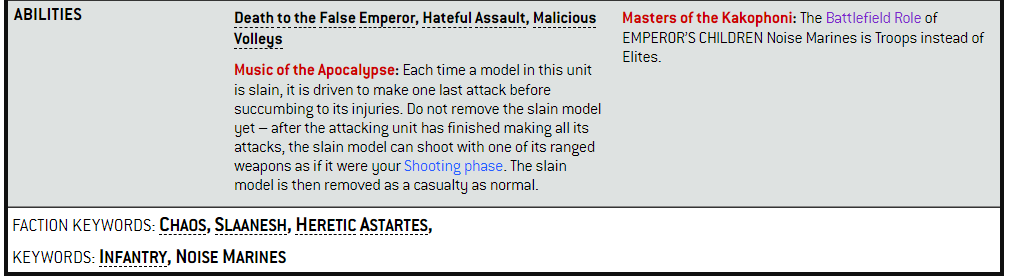 ABILITIES
Death to the False Emperor, Hateful Assault, Malicious
Volleys
Music of the Apocalypse: Each time a model in this unit
is slain, it is driven to make one last attack before
succumbing to its injuries. Do not remove the slain model
yet – after the attacking unit has finished making all its
attacks, the slain model can shoot with one of its ranged
weapons as if it were your Shooting phase. The slain
model is then removed as a casualty as normal.
Masters of the Kakophoni: The Battlefield Role of
EMPEROR'S CHILDREN Noise Marines is Troops instead of
Elites.
FACTION KEYWORDS: CHAOS, SLAANESH, HERETIC ASTARTES,
KEYWORDS: INFANTRY, NOISE MARINES